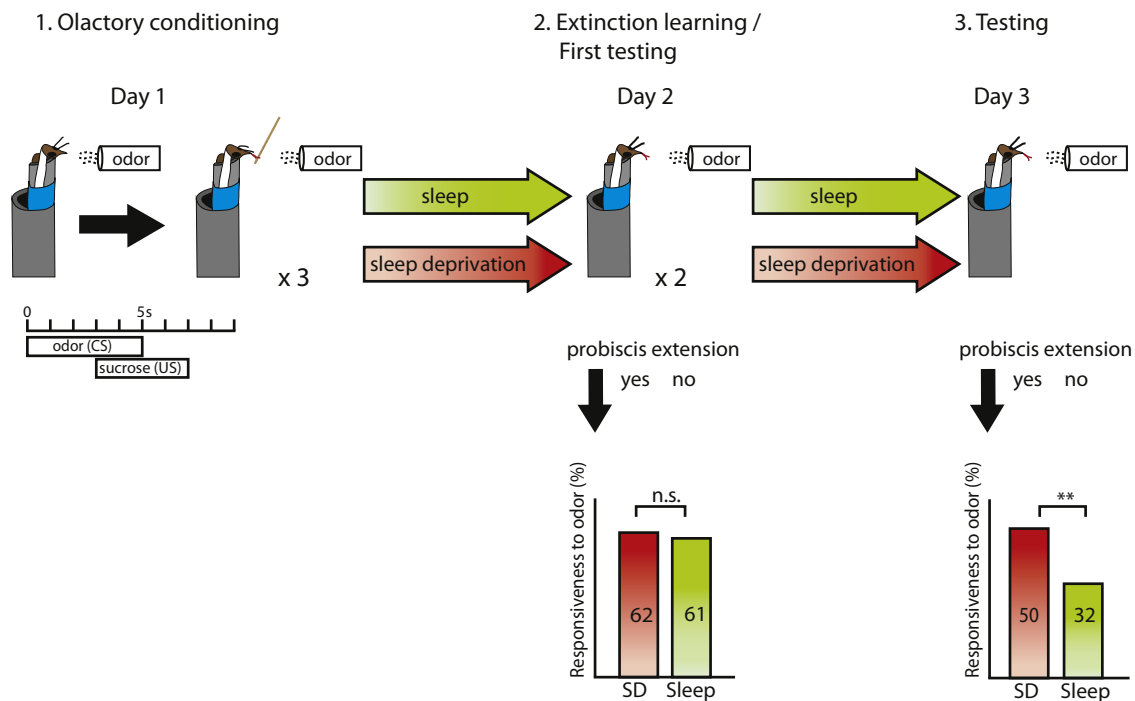 1. Olactory conditioning
2. Extinction learning /
First testing
3. Testing
Day 1
Day 2
Day 3
odor
odor
odor
odor
sleep
sleep
sleep deprivation
sleep deprivation
x 3
x 2
0
5s
odor (CS)
sucrose (US)
probiscis extension
yes no
probiscis extension
yes no
Responsiveness to odor (%)
n.s.
62
61
SD
Sleep
Responsiveness to odor (%)
**
50
32
SD
Sleep